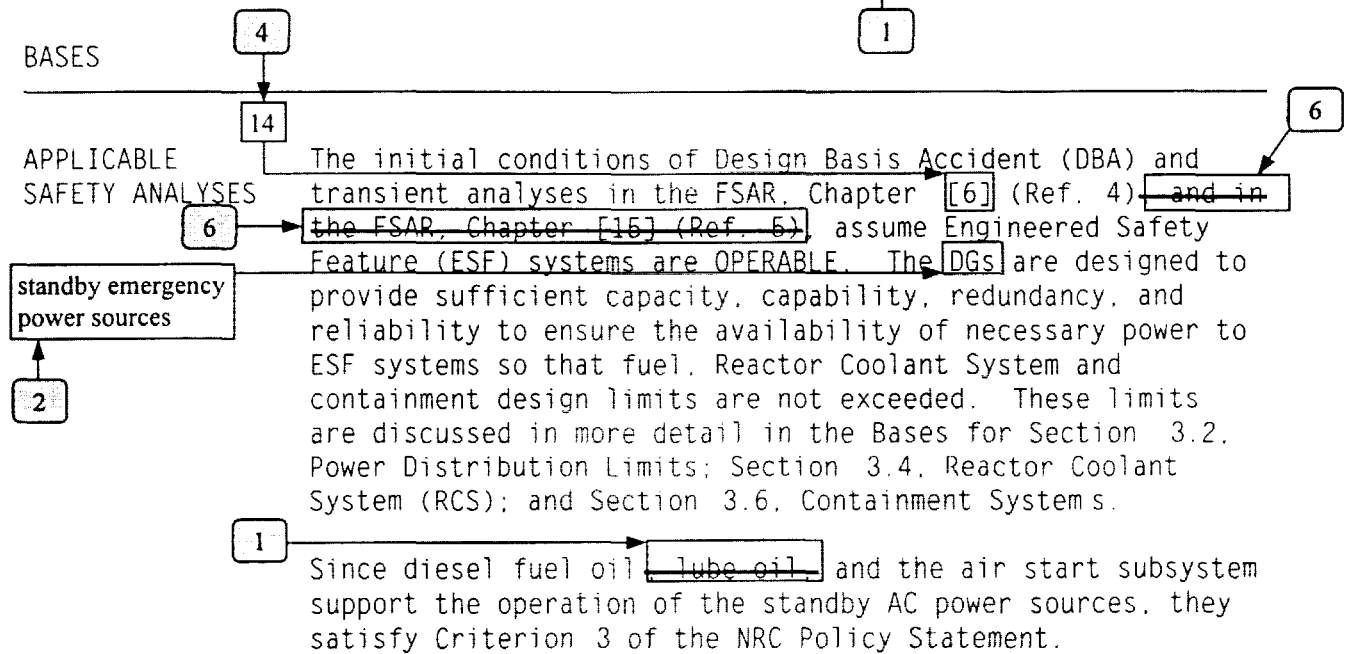 1
4
BASES
14
6
APPLICABLE The initial conditions of Design Basis Accident (DBA) and
SAFETY ANALYSES transient analyses in the FSAR, Chapter [6] (Ref. 4) and in
6 the FSAR, Chapter [15] (Ref. 5), assume Engineered Safety
Feature (ESF) systems are OPERABLE. The DGs are designed to
standby emergency provide sufficient capacity, capability, redundancy, and
power sources reliability to ensure the availability of necessary power to
ESF systems so that fuel, Reactor Coolant System and
2 containment design limits are not exceeded. These limits
are discussed in more detail in the Bases for Section 3.2,
Power Distribution Limits; Section 3.4, Reactor Coolant
System (RCS); and Section 3.6, Containment Systems.
1
Since diesel fuel oil, lube oil, and the air start subsystem
support the operation of the standby AC power sources, they
satisfy Criterion 3 of the NRC Policy Statement.